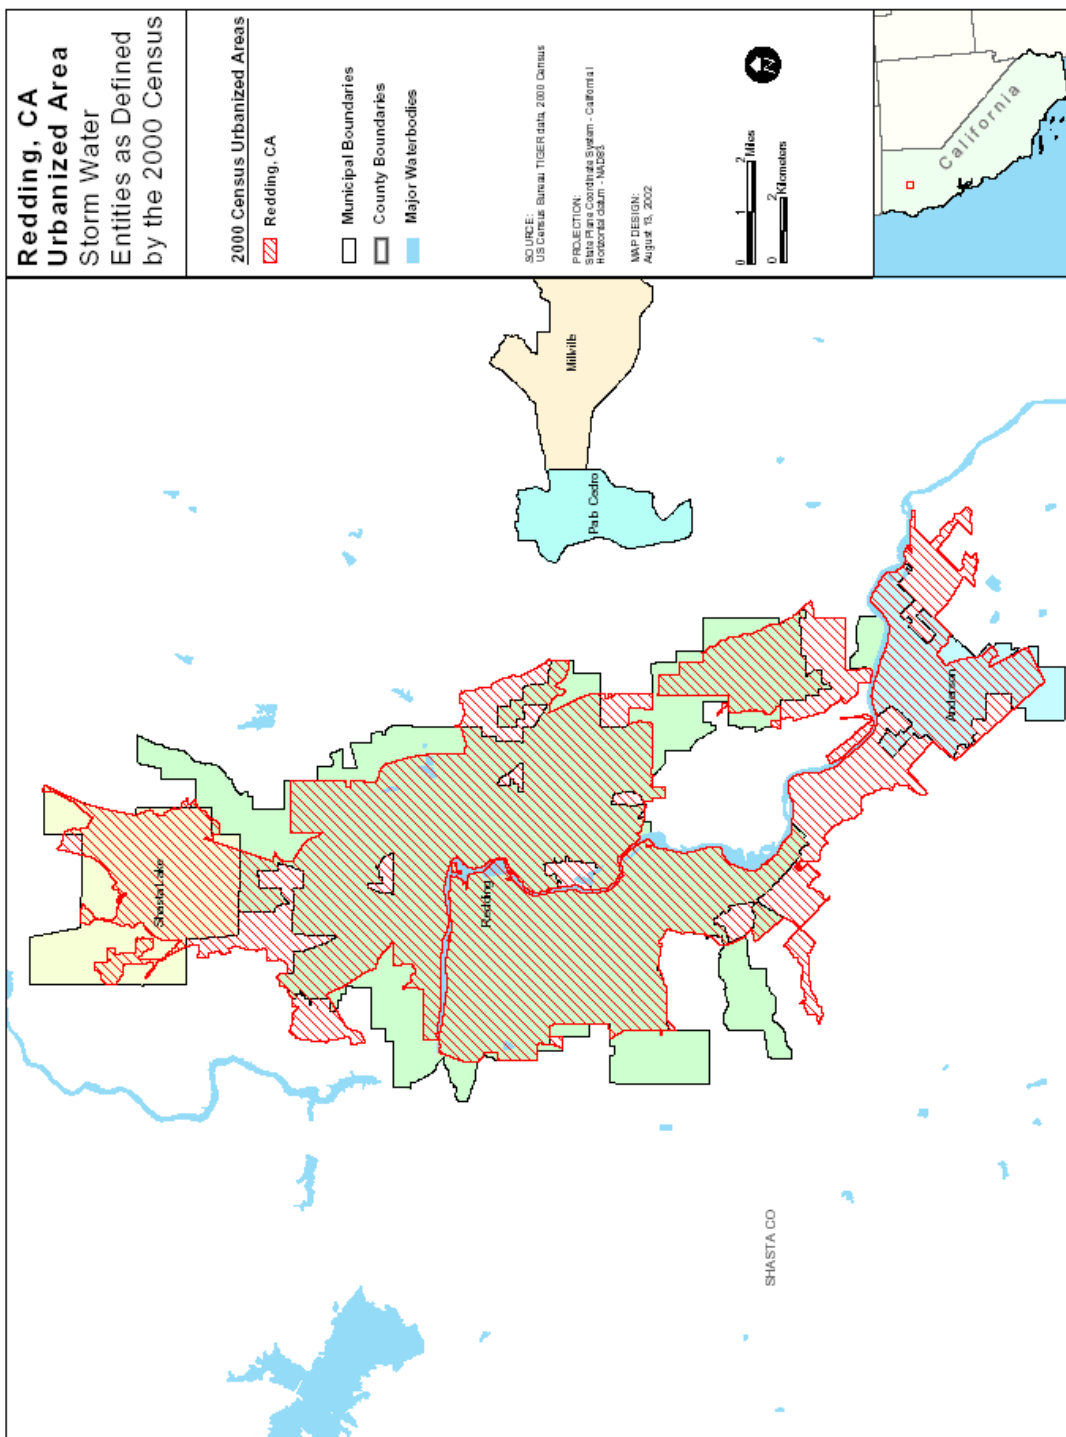 Redding, CA
Urbanized Area
Storm Water
Entities as Defined
by the 2000 Census
2000 Census Urbanized Areas
Redding, CA
Municipal Boundaries
County Boundaries
Major Waterbodies
SOURCE:
US Census Bureau TIGER data, 2000 Census
PROJECTION:
State Plane Coordinate System - California I
Horizontal datum - NAD83
MAP DESIGN:
August 13, 2002
0 1 2
Miles
0 2
Kilometers
N
California
Millville
Palo Cedro
Shasta Lake
Redding
Anderson
SHASTA CO